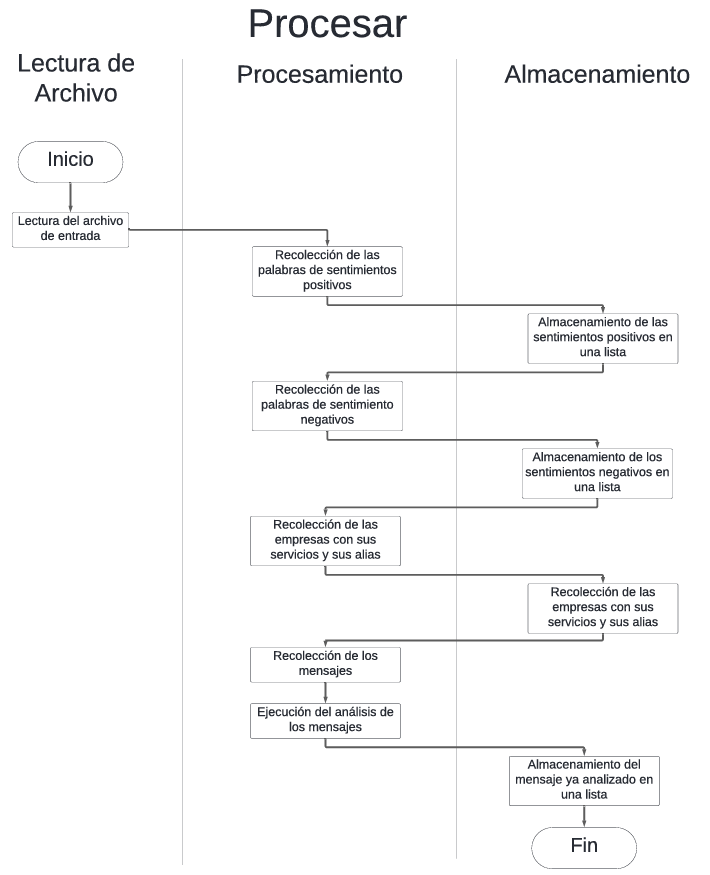 Procesar
Lectura de
Archivo
Procesamiento
Almacenamiento
Inicio
Lectura del archivo
de entrada
Recolección de las
palabras de sentimientos
positivos
Almacenamiento de las
sentimientos positivos en
una lista
Recolección de las
palabras de sentimiento
negativos
Almacenamiento de los
sentimientos negativos en
una lista
Recolección de las
empresas con sus
servicios y sus alias
Recolección de las
empresas con sus
servicios y sus alias
Recolección de los
mensajes
Ejecución del análisis de
los mensajes
Almacenamiento del
mensaje ya analizado en
una lista
Fin